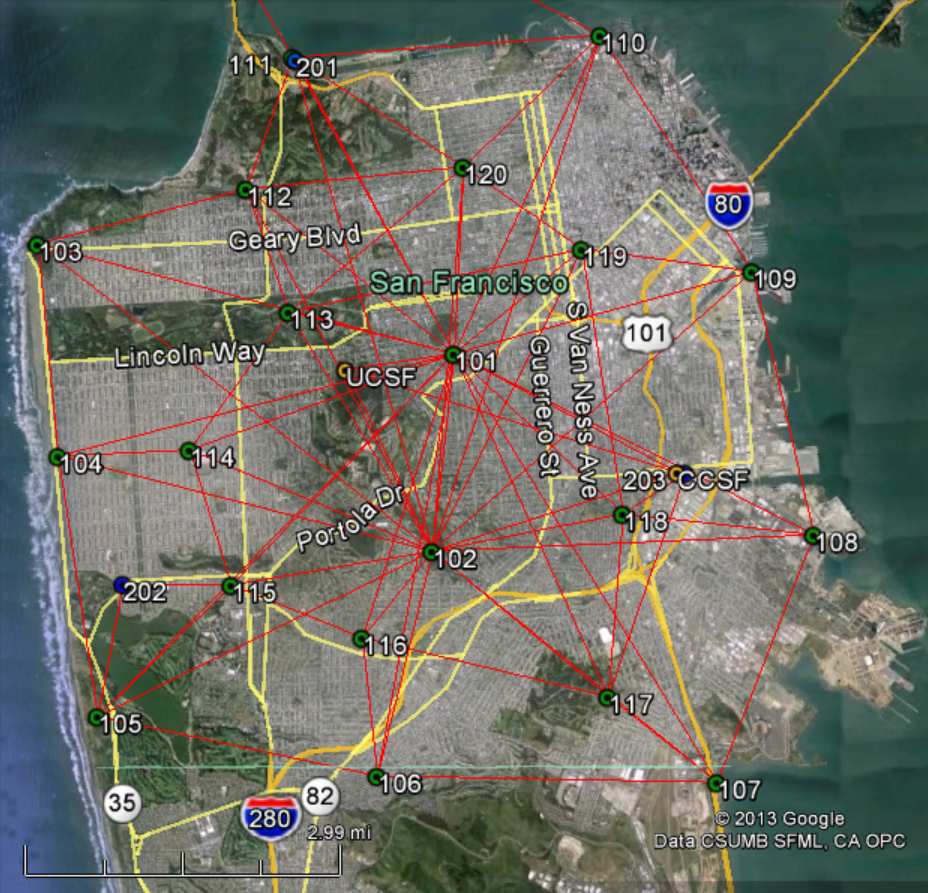 110
111 201
120
112
80
Geary Blvd
103
119
109
San Francisco
113
101
S Van Ness Ave
Lincoln Way
101
Guerrero St
UCSF
104
114
203 CCSF
Portola Dr
118
108
102
202
115
116
117
105
106
107
35
82
280
© 2013 Google
2.99 mi
Data CSUMB SFML, CA OPC